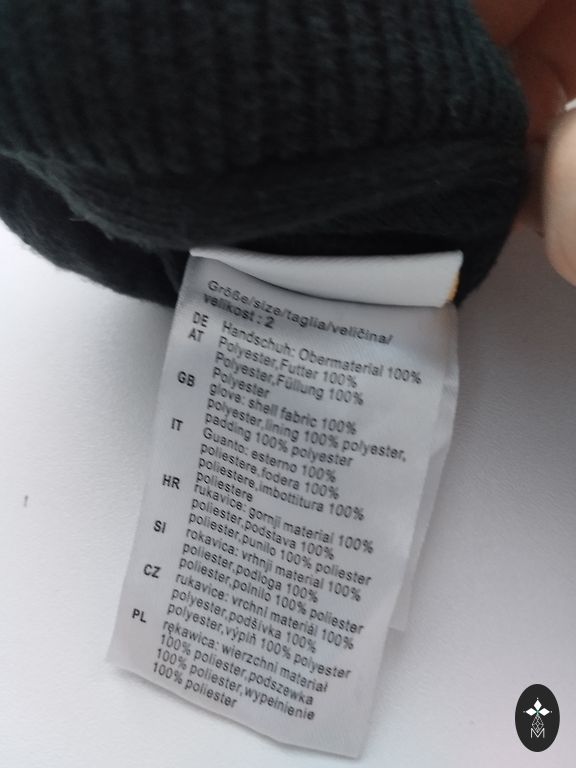 Größe/size/taglia/veličina/
velikost : 2
DE Handschuh: Obermaterial 100%
AT Polyester,Futter 100%
Polyester,Füllung 100%
Polyester
GB glove: shell fabric 100%
polyester,lining 100% polyester,
padding 100% polyester
IT Guanto: esterno 100%
poliestere,fodera 100%
poliestere,imbottitura 100%
poliestere
HR rukavice: gornji material 100%
poliester,podstava 100%
poliester,punilo 100% poliester
SI rokavica: vrhnji material 100%
poliester,podloga 100%
poliester,polnilo 100% poliester
CZ rukavice: vrchní materiál 100%
polyester,podšívka 100%
polyester,výplň 100% polyester
PL rękawica: wierzchni materiał
100% poliester,podszewka
100% poliester,wypełnienie
100% poliester
M